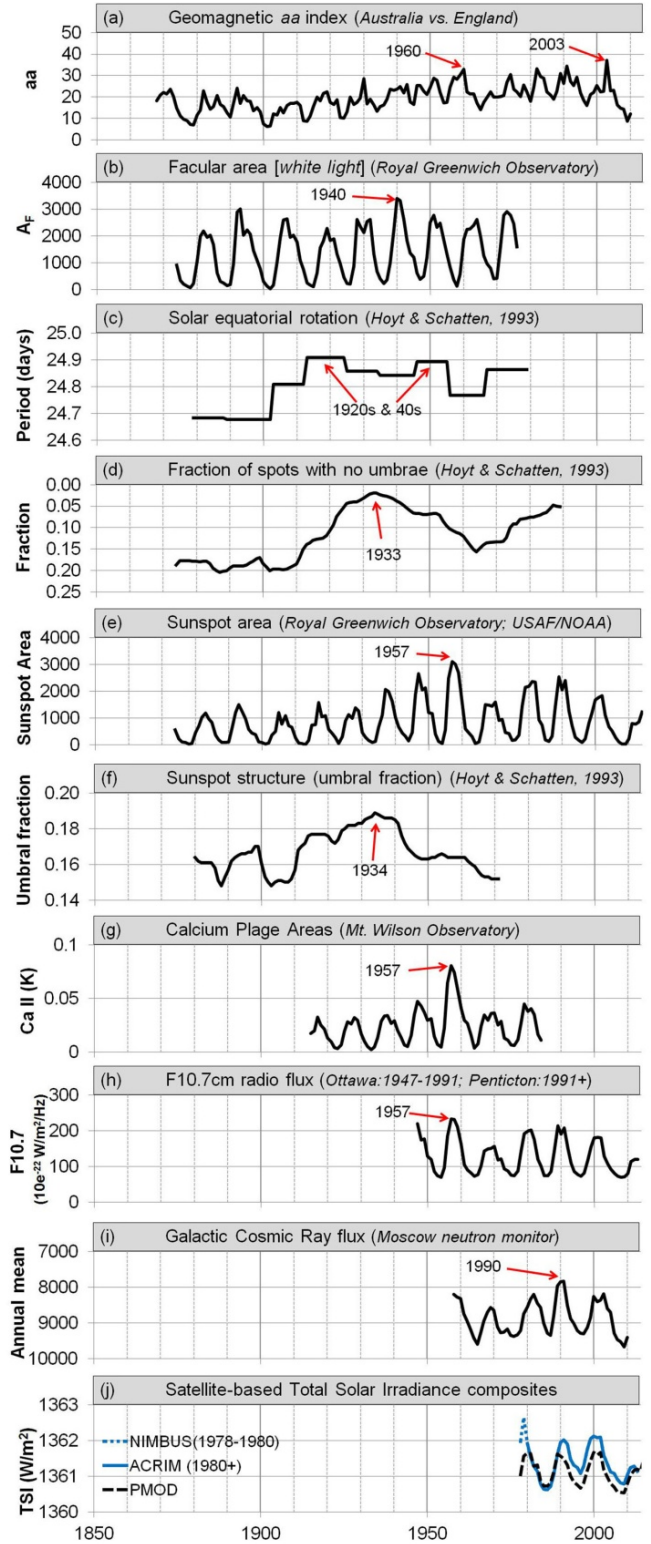 (a) Geomagnetic aa index (Australia vs. England)
50
40
30
20
10
0
aa
1960
2003
(b) Facular area [white light] (Royal Greenwich Observatory)
4000
3000
2000
1000
0
A_F
1940
(c) Solar equatorial rotation (Hoyt & Schatten, 1993)
25.0
24.9
24.8
24.7
24.6
Period (days)
1920s & 40s
(d) Fraction of spots with no umbrae (Hoyt & Schatten, 1993)
0.00
0.05
0.10
0.15
0.20
0.25
Fraction
1933
(e) Sunspot area (Royal Greenwich Observatory; USAF/NOAA)
4000
3000
2000
1000
0
Sunspot Area
1957
(f) Sunspot structure (umbral fraction) (Hoyt & Schatten, 1993)
0.20
0.18
0.16
0.14
Umbral fraction
1934
(g) Calcium Plage Areas (Mt. Wilson Observatory)
0.1
0.05
0
Ca II (K)
1957
(h) F10.7cm radio flux (Ottawa:1947-1991; Penticton:1991+)
300
200
100
0
F10.7
(10e⁻²² W/m²/Hz)
1957
(i) Galactic Cosmic Ray flux (Moscow neutron monitor)
7000
8000
9000
10000
Annual mean
1990
(j) Satellite-based Total Solar Irradiance composites
1363
1362
1361
1360
TSI (W/m²)
NIMBUS(1978-1980)
ACRIM (1980+)
PMOD
1850 1900 1950 2000